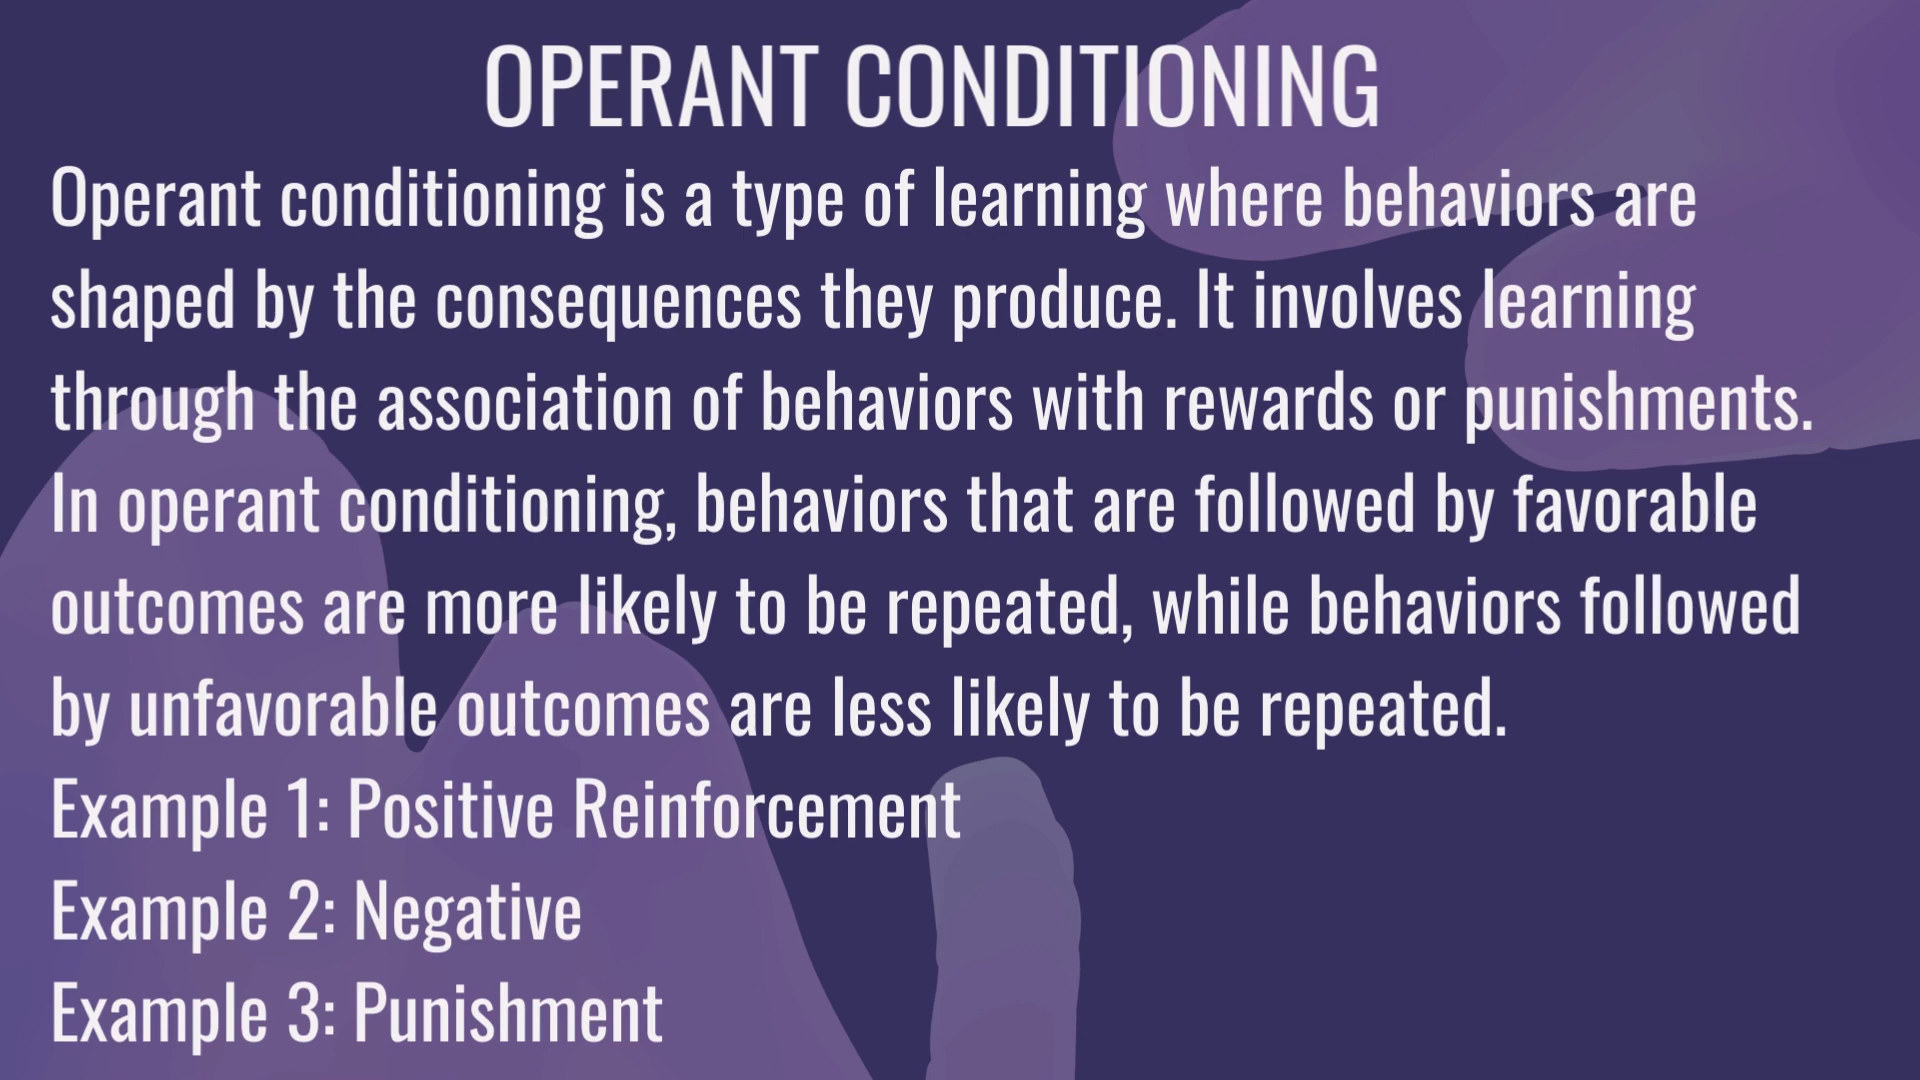 OPERANT CONDITIONING
Operant conditioning is a type of learning where behaviors are
shaped by the consequences they produce. It involves learning
through the association of behaviors with rewards or punishments.
In operant conditioning, behaviors that are followed by favorable
outcomes are more likely to be repeated, while behaviors followed
by unfavorable outcomes are less likely to be repeated.
Example 1: Positive Reinforcement
Example 2: Negative
Example 3: Punishment